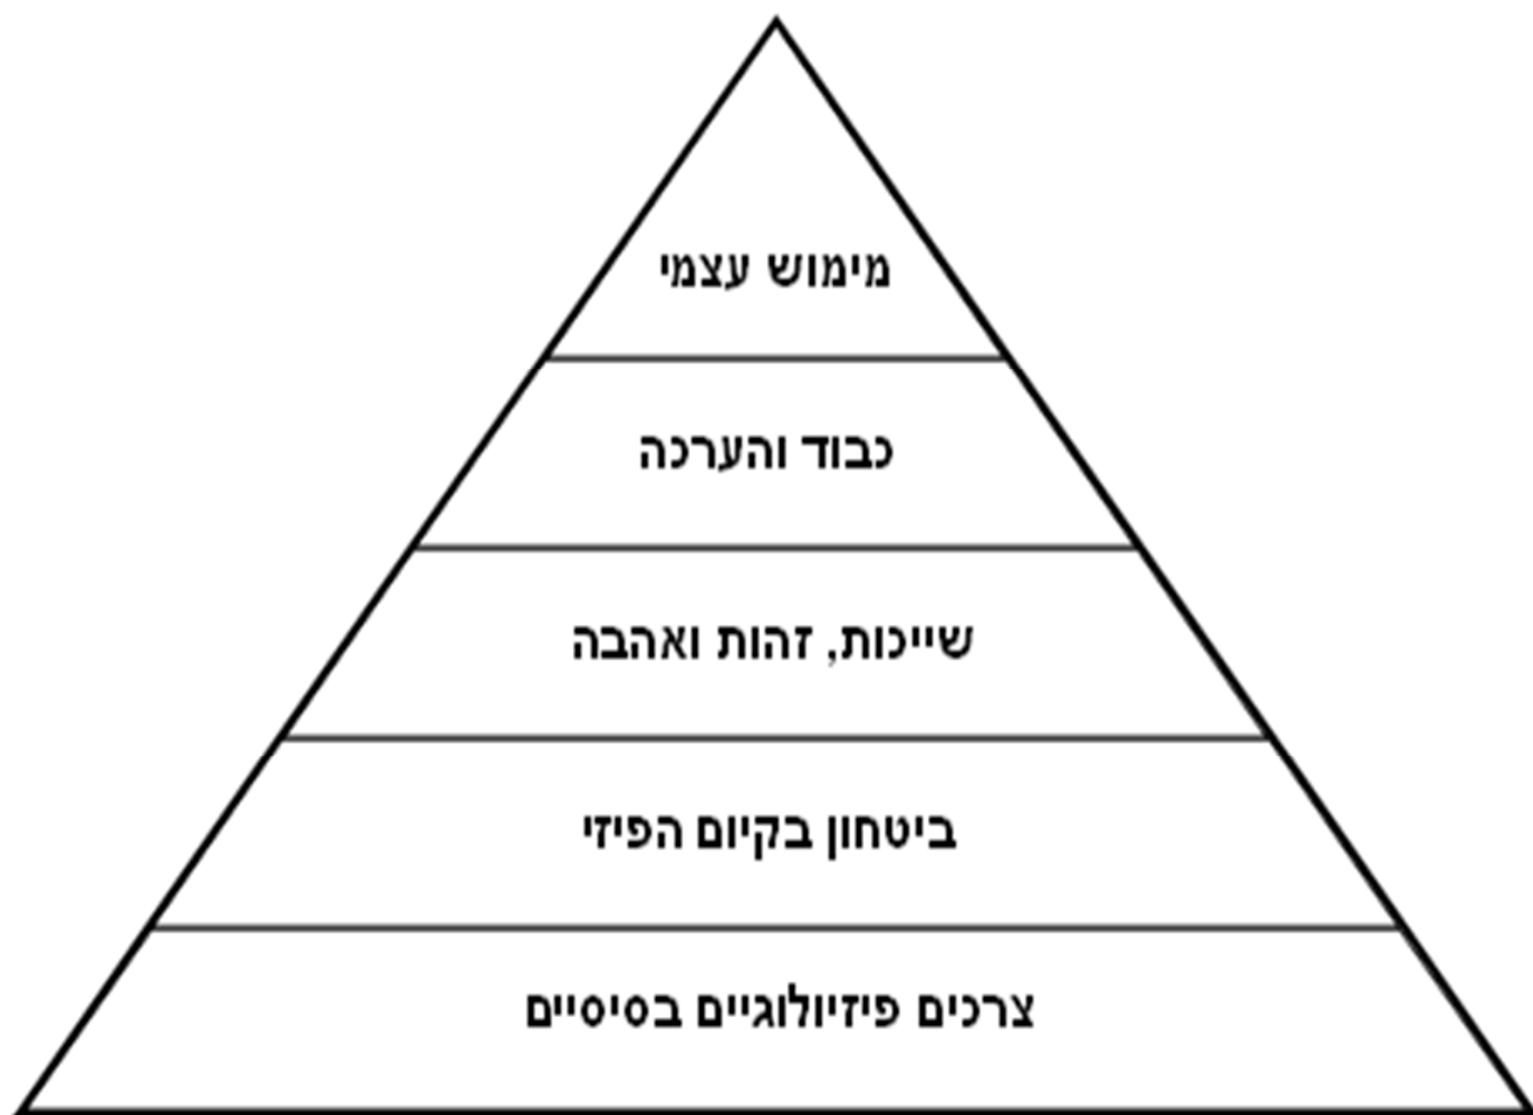 מימוש עצמי
כבוד והערכה
שייכות, זהות ואהבה
ביטחון בקיום הפיזי
צרכים פיזיולוגיים בסיסיים